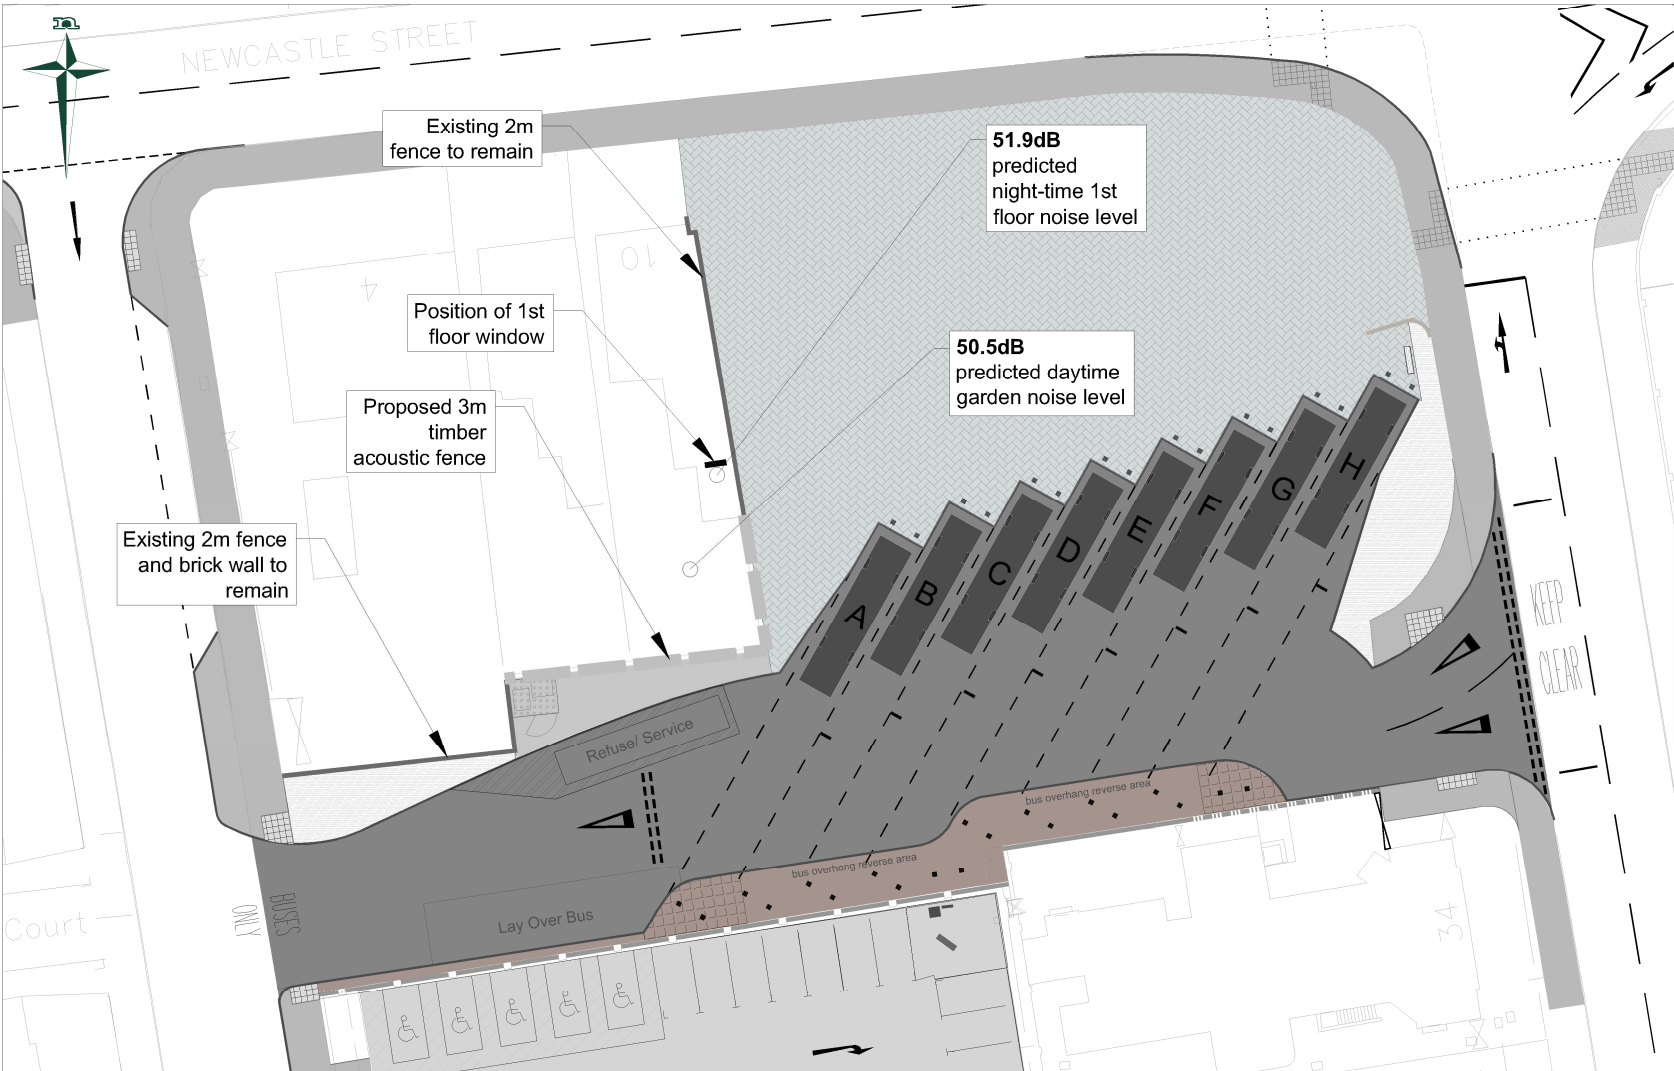 n
NEWCASTLE STREET
Existing 2m
fence to remain
51.9dB
predicted
night-time 1st
floor noise level
10
4
Position of 1st
floor window
50.5dB
predicted daytime
garden noise level
Proposed 3m
timber
acoustic fence
Existing 2m fence
and brick wall to
remain
A
B
C
D
E
F
G
H
KEEP
CLEAR
Refuse/ Service
bus overhang reverse area
bus overhang reverse area
Lay Over Bus
BUSES
ONLY
Court
34